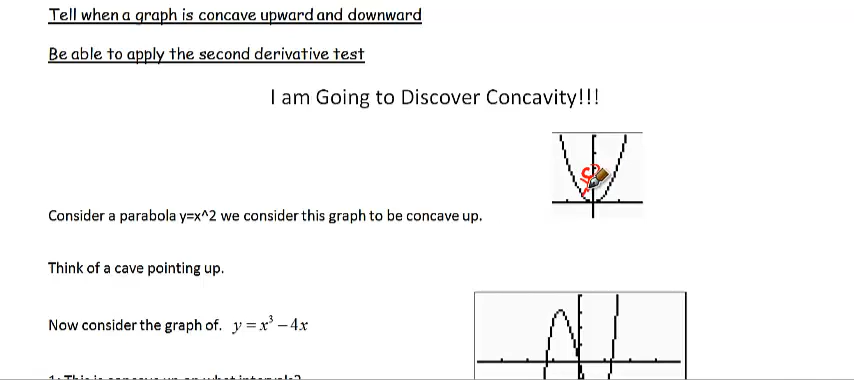 Tell when a graph is concave upward and downward
Be able to apply the second derivative test
I am Going to Discover Concavity!!!
Consider a parabola y=x^2 we consider this graph to be concave up.
Think of a cave pointing up.
Now consider the graph of. y = x³ – 4x